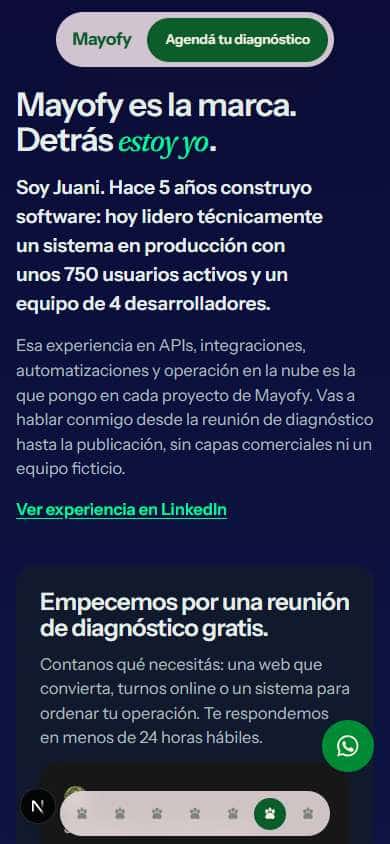 Mayofy
Agendá tu diagnóstico
Mayofy es la marca.
Detrás estoy yo.
Soy Juani. Hace 5 años construyo
software: hoy lidero técnicamente
un sistema en producción con
unos 750 usuarios activos y un
equipo de 4 desarrolladores.
Esa experiencia en APIs, integraciones,
automatizaciones y operación en la nube es la
que pongo en cada proyecto de Mayofy. Vas a
hablar conmigo desde la reunión de diagnóstico
hasta la publicación, sin capas comerciales ni un
equipo ficticio.
Ver experiencia en LinkedIn
Empecemos por una reunión
de diagnóstico gratis.
Contanos qué necesitás: una web que
convierta, turnos online o un sistema para
ordenar tu operación. Te respondemos
en menos de 24 horas hábiles.
N